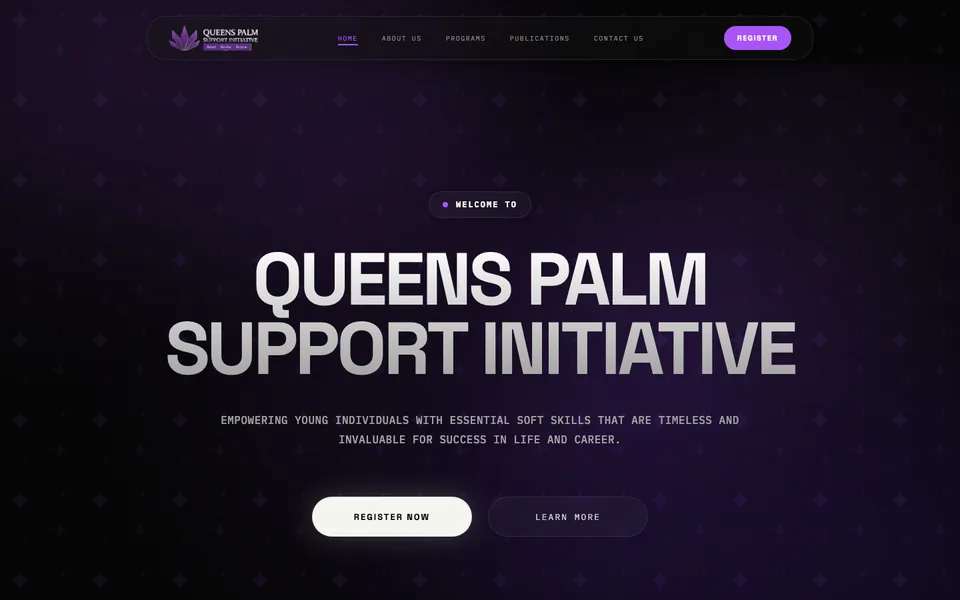 QUEENS PALM
SUPPORT INITIATIVE
HOME
ABOUT US
PROGRAMS
PUBLICATIONS
CONTACT US
REGISTER
WELCOME TO
QUEENS PALM
SUPPORT INITIATIVE
EMPOWERING YOUNG INDIVIDUALS WITH ESSENTIAL SOFT SKILLS THAT ARE TIMELESS AND
INVALUABLE FOR SUCCESS IN LIFE AND CAREER.
REGISTER NOW
LEARN MORE